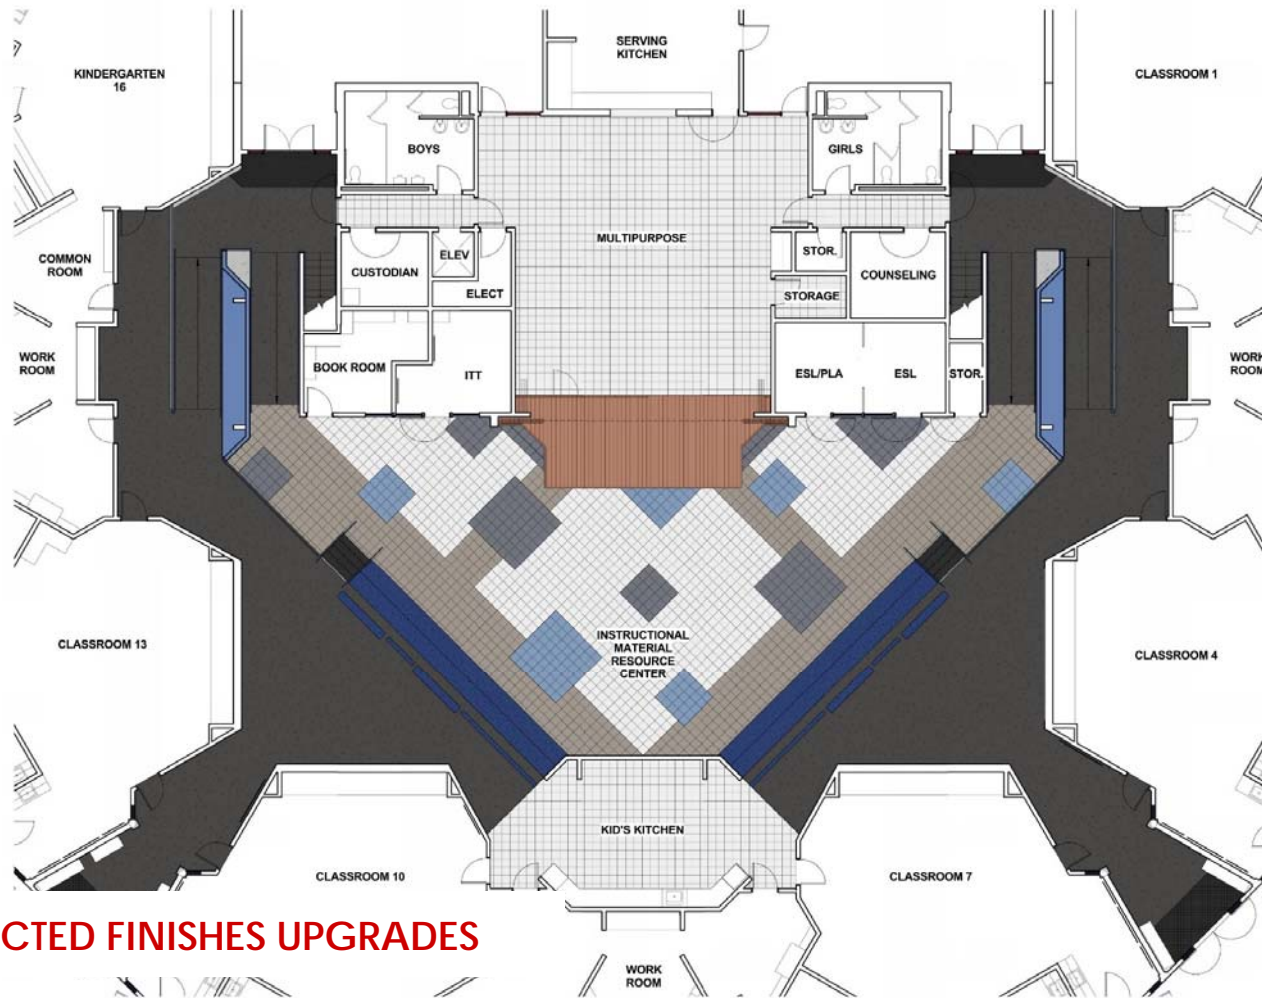 SERVING
KITCHEN
KINDERGARTEN
16
CLASSROOM 1
BOYS
GIRLS
MULTIPURPOSE
COMMON
ROOM
CUSTODIAN
ELEV
ELECT
STOR.
COUNSELING
STORAGE
WORK
ROOM
BOOK ROOM
ITT
ESL/PLA
ESL
STOR.
WORK
ROOM
INSTRUCTIONAL
MATERIAL
RESOURCE
CENTER
CLASSROOM 13
CLASSROOM 4
KID'S KITCHEN
CLASSROOM 10
CLASSROOM 7
CTED FINISHES UPGRADES
WORK
ROOM